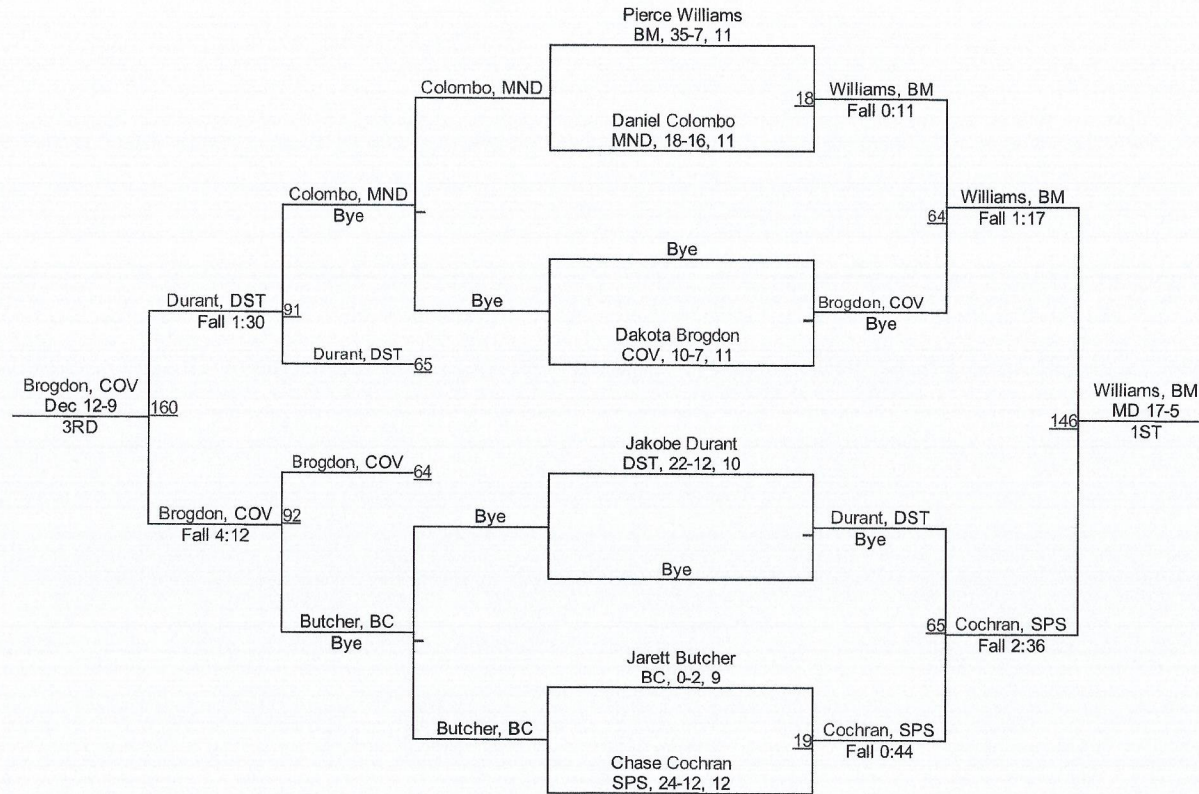 Pierce Williams
BM, 35-7, 11
Colombo, MND
18
Williams, BM
Fall 0:11
Daniel Colombo
MND, 18-16, 11
Colombo, MND
Bye
64
Williams, BM
Fall 1:17
Bye
Durant, DST
Fall 1:30
91
Bye
Brogdon, COV
Bye
Dakota Brogdon
COV, 10-7, 11
Durant, DST
65
Brogdon, COV
Dec 12-9
3RD
160
146
Williams, BM
MD 17-5
1ST
Jakobe Durant
DST, 22-12, 10
Brogdon, COV
64
Brogdon, COV
Fall 4:12
92
Bye
Durant, DST
Bye
Bye
Butcher, BC
Bye
65
Cochran, SPS
Fall 2:36
Jarett Butcher
BC, 0-2, 9
Butcher, BC
19
Cochran, SPS
Fall 0:44
Chase Cochran
SPS, 24-12, 12